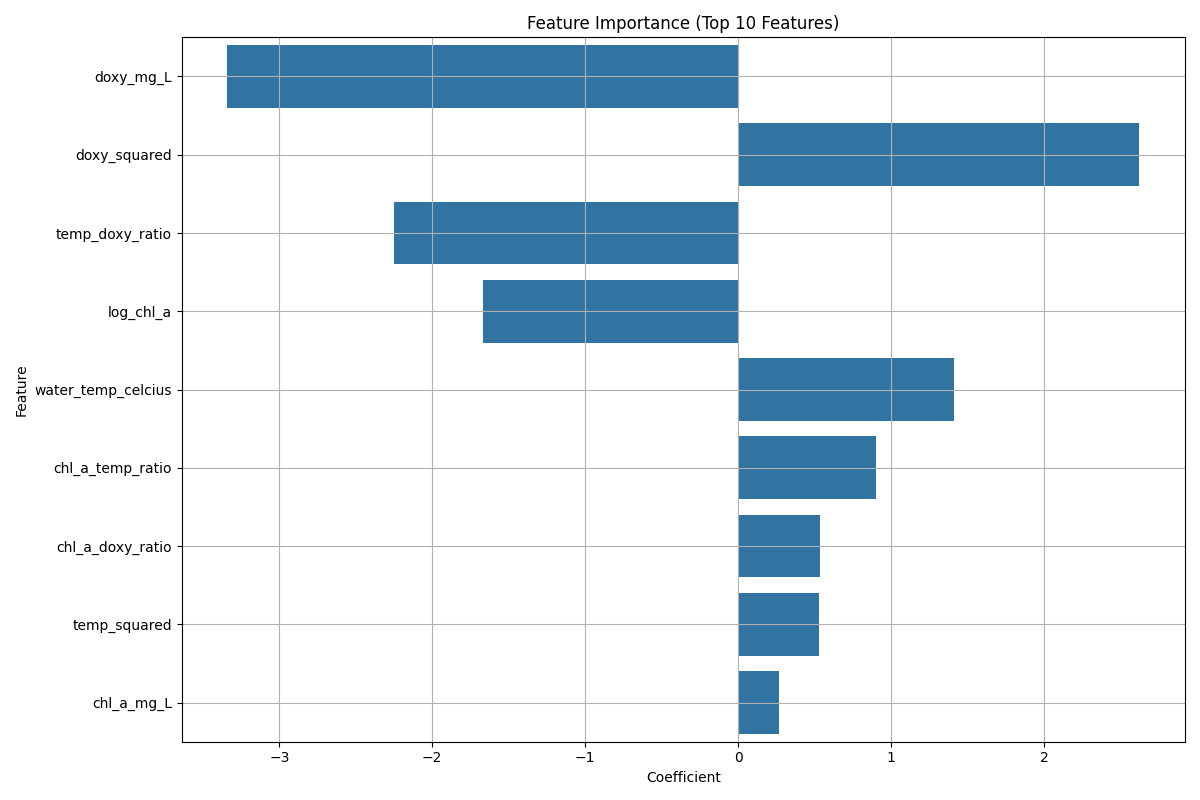 Feature Importance (Top 10 Features)
doxy_mg_L
doxy_squared
temp_doxy_ratio
log_chl_a
water_temp_celcius
chl_a_temp_ratio
chl_a_doxy_ratio
temp_squared
chl_a_mg_L
Feature
−3 −2 −1 0 1 2
Coefficient